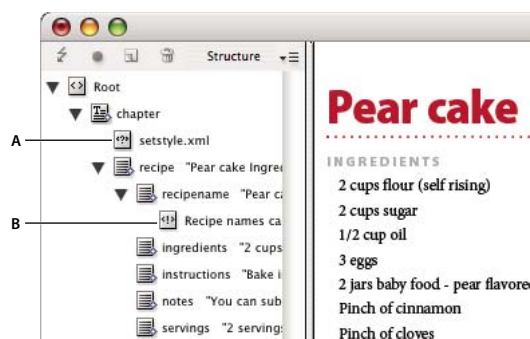 Structure
Root
chapter
A
setstyle.xml
recipe "Pear cake Ingre
recipename "Pear c
B
Recipe names ca
ingredients "2 cups
instructions "Bake i
notes "You can sub
servings "2 serving
Pear cake
INGREDIENTS
2 cups flour (self rising)
2 cups sugar
1/2 cup oil
3 eggs
2 jars baby food - pear flavored
Pinch of cinnamon
Pinch of cloves